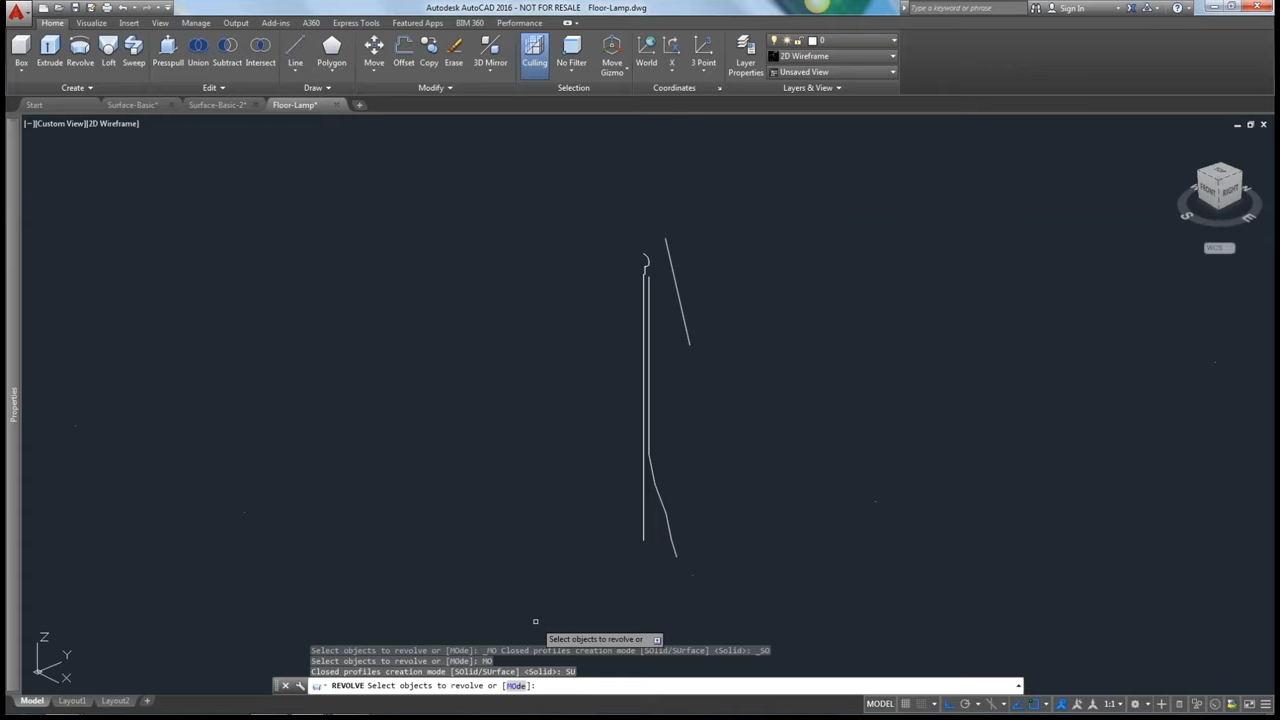 Autodesk AutoCAD 2016 - NOT FOR RESALE Floor-Lamp.dwg
Type a keyword or phrase
Sign In
Home Visualize Insert View Manage Output Add-ins A360 Express Tools Featured Apps BIM 360 Performance
Box Extrude Revolve Loft Sweep Presspull Union Subtract Intersect Line Polygon Move Offset Copy Erase 3D Mirror Culling No Filter Move Gizmo World X 3 Point Layer Properties
0
2D Wireframe
Unsaved View
Create Edit Draw Modify Selection Coordinates Layers & View
Start Surface-Basic* Surface-Basic-2* Floor-Lamp*
[−][Custom View][2D Wireframe]
TOP
FRONT RIGHT
N
S E
WCS
Properties
Select objects to revolve or
Select objects to revolve or [MOde]: _MO Closed profiles creation mode [SOlid/SUrface] <Solid>: _SO
Select objects to revolve or [MOde]: MO
Closed profiles creation mode [SOlid/SUrface] <Solid>: SU
REVOLVE Select objects to revolve or [MOde]:
Z
Y
X
Model Layout1 Layout2 +
MODEL 1:1